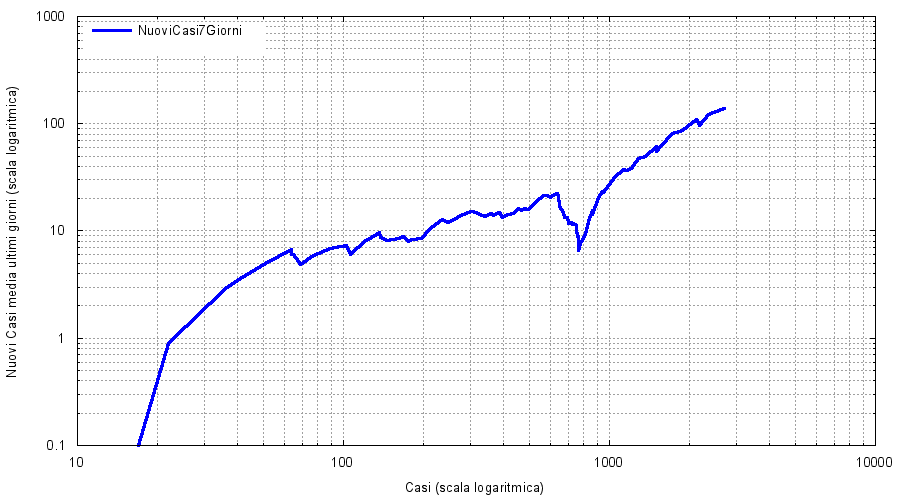 1000
NuoviCasi7Giorni
100
10
1
0.1
Nuovi Casi media ultimi giorni (scala logaritmica)
10 100 1000 10000
Casi (scala logaritmica)